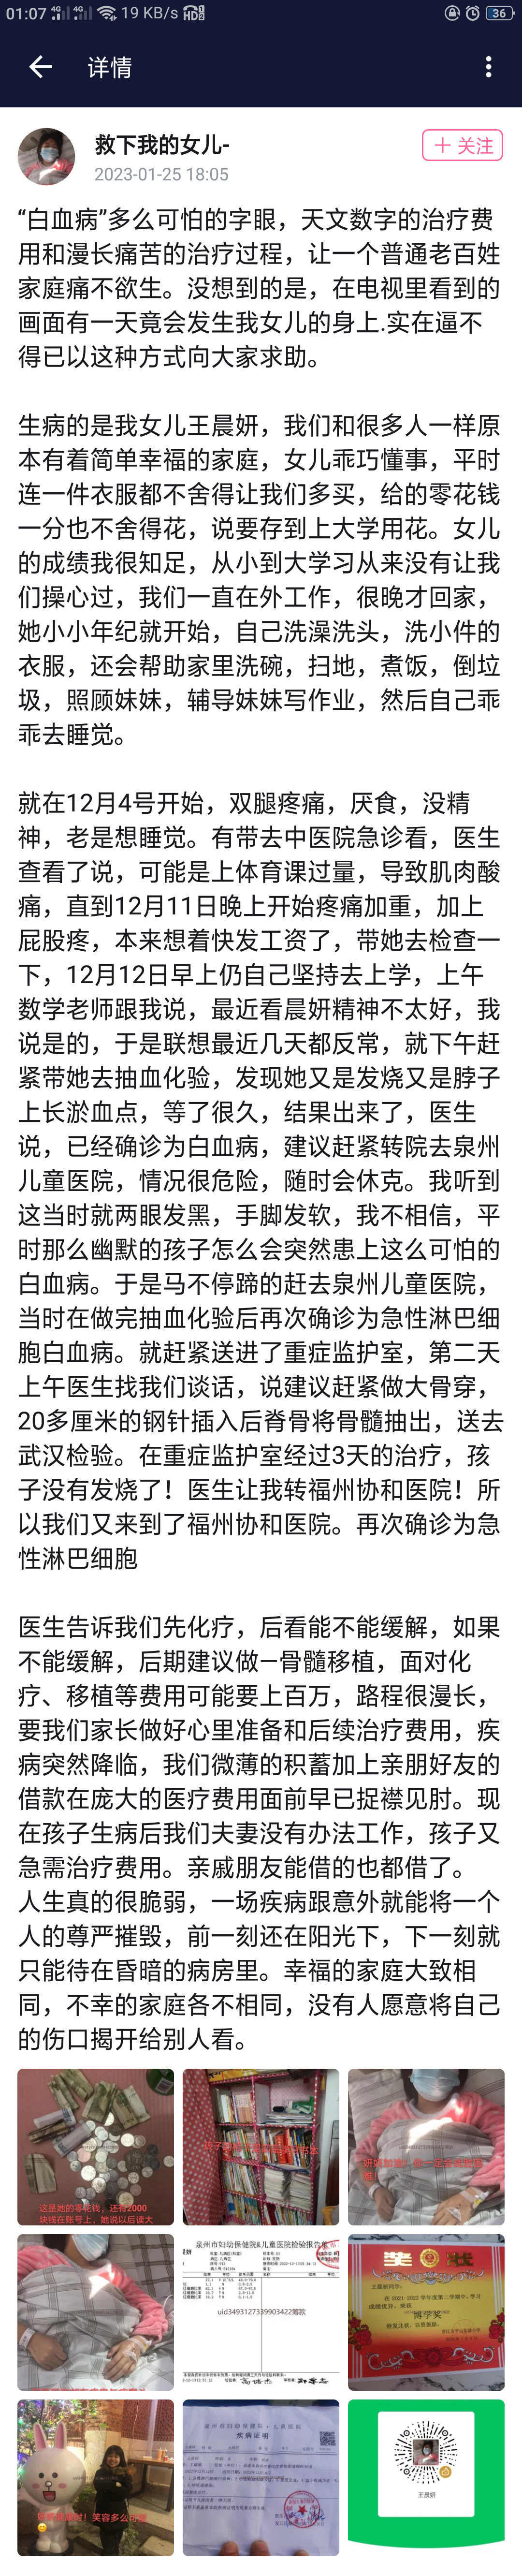 01:07 4G 4G 19 KB/s HD 36
详情
救下我的女儿-
+ 关注
2023-01-25 18:05
“白血病”多么可怕的字眼，天文数字的治疗费
用和漫长痛苦的治疗过程，让一个普通老百姓
家庭痛不欲生。没想到的是，在电视里看到的
画面有一天竟会发生我女儿的身上.实在逼不
得已以这种方式向大家求助。
生病的是我女儿王晨妍，我们和很多人一样原
本有着简单幸福的家庭，女儿乖巧懂事，平时
连一件衣服都不舍得让我们多买，给的零花钱
一分也不舍得花，说要存到上大学用花。女儿
的成绩我很知足，从小到大学习从来没有让我
们操心过，我们一直在外工作，很晚才回家，
她小小年纪就开始，自己洗澡洗头，洗小件的
衣服，还会帮助家里洗碗，扫地，煮饭，倒垃
圾，照顾妹妹，辅导妹妹写作业，然后自己乖
乖去睡觉。
就在12月4号开始，双腿疼痛，厌食，没精
神，老是想睡觉。有带去中医院急诊看，医生
查看了说，可能是上体育课过量，导致肌肉酸
痛，直到12月11日晚上开始疼痛加重，加上
屁股疼，本来想着快发工资了，带她去检查一
下，12月12日早上仍自己坚持去上学，上午
数学老师跟我说，最近看晨妍精神不太好，我
说是的，于是联想最近几天都反常，就下午赶
紧带她去抽血化验，发现她又是发烧又是脖子
上长淤血点，等了很久，结果出来了，医生
说，已经确诊为白血病，建议赶紧转院去泉州
儿童医院，情况很危险，随时会休克。我听到
这当时就两眼发黑，手脚发软，我不相信，平
时那么幽默的孩子怎么会突然患上这么可怕的
白血病。于是马不停蹄的赶去泉州儿童医院，
当时在做完抽血化验后再次确诊为急性淋巴细
胞白血病。就赶紧送进了重症监护室，第二天
上午医生找我们谈话，说建议赶紧做大骨穿，
20多厘米的钢针插入后脊骨将骨髓抽出，送去
武汉检验。在重症监护室经过3天的治疗，孩
子没有发烧了！医生让我转福州协和医院！所
以我们又来到了福州协和医院。再次确诊为急
性淋巴细胞
医生告诉我们先化疗，后看能不能缓解，如果
不能缓解，后期建议做—骨髓移植，面对化
疗、移植等费用可能要上百万，路程很漫长，
要我们家长做好心里准备和后续治疗费用，疾
病突然降临，我们微薄的积蓄加上亲朋好友的
借款在庞大的医疗费用面前早已捉襟见肘。现
在孩子生病后我们夫妻没有办法工作，孩子又
急需治疗费用。亲戚朋友能借的也都借了。
人生真的很脆弱，一场疾病跟意外就能将一个
人的尊严摧毁，前一刻还在阳光下，下一刻就
只能待在昏暗的病房里。幸福的家庭大致相
同，不幸的家庭各不相同，没有人愿意将自己
的伤口揭开给别人看。
这是她的零花钱，还有2000
块钱在账号上，她说以后读大
泉州市妇幼保健院&儿童医院检验报告单
uid3493127339903422筹款
奖状
博学奖
笑容多么可爱
泉州市妇幼保健院·儿童医院
疾病证明
王晨妍